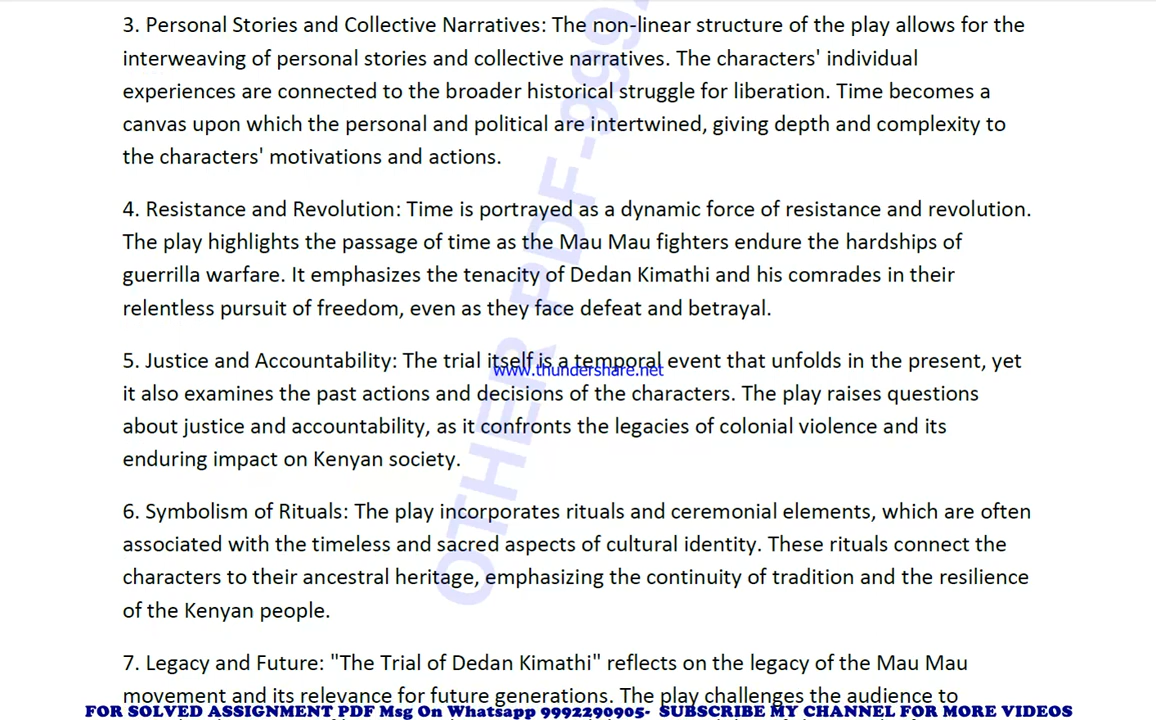 3. Personal Stories and Collective Narratives: The non-linear structure of the play allows for the
interweaving of personal stories and collective narratives. The characters' individual
experiences are connected to the broader historical struggle for liberation. Time becomes a
canvas upon which the personal and political are intertwined, giving depth and complexity to
the characters' motivations and actions.
4. Resistance and Revolution: Time is portrayed as a dynamic force of resistance and revolution.
The play highlights the passage of time as the Mau Mau fighters endure the hardships of
guerrilla warfare. It emphasizes the tenacity of Dedan Kimathi and his comrades in their
relentless pursuit of freedom, even as they face defeat and betrayal.
5. Justice and Accountability: The trial itself is a temporal event that unfolds in the present, yet
www.thundershare.net
it also examines the past actions and decisions of the characters. The play raises questions
about justice and accountability, as it confronts the legacies of colonial violence and its
enduring impact on Kenyan society.
6. Symbolism of Rituals: The play incorporates rituals and ceremonial elements, which are often
associated with the timeless and sacred aspects of cultural identity. These rituals connect the
characters to their ancestral heritage, emphasizing the continuity of tradition and the resilience
of the Kenyan people.
7. Legacy and Future: "The Trial of Dedan Kimathi" reflects on the legacy of the Mau Mau
movement and its relevance for future generations. The play challenges the audience to
FOR SOLVED ASSIGNMENT PDF Msg On Whatsapp 9992290905- SUBSCRIBE MY CHANNEL FOR MORE VIDEOS
OTHER PDF-999